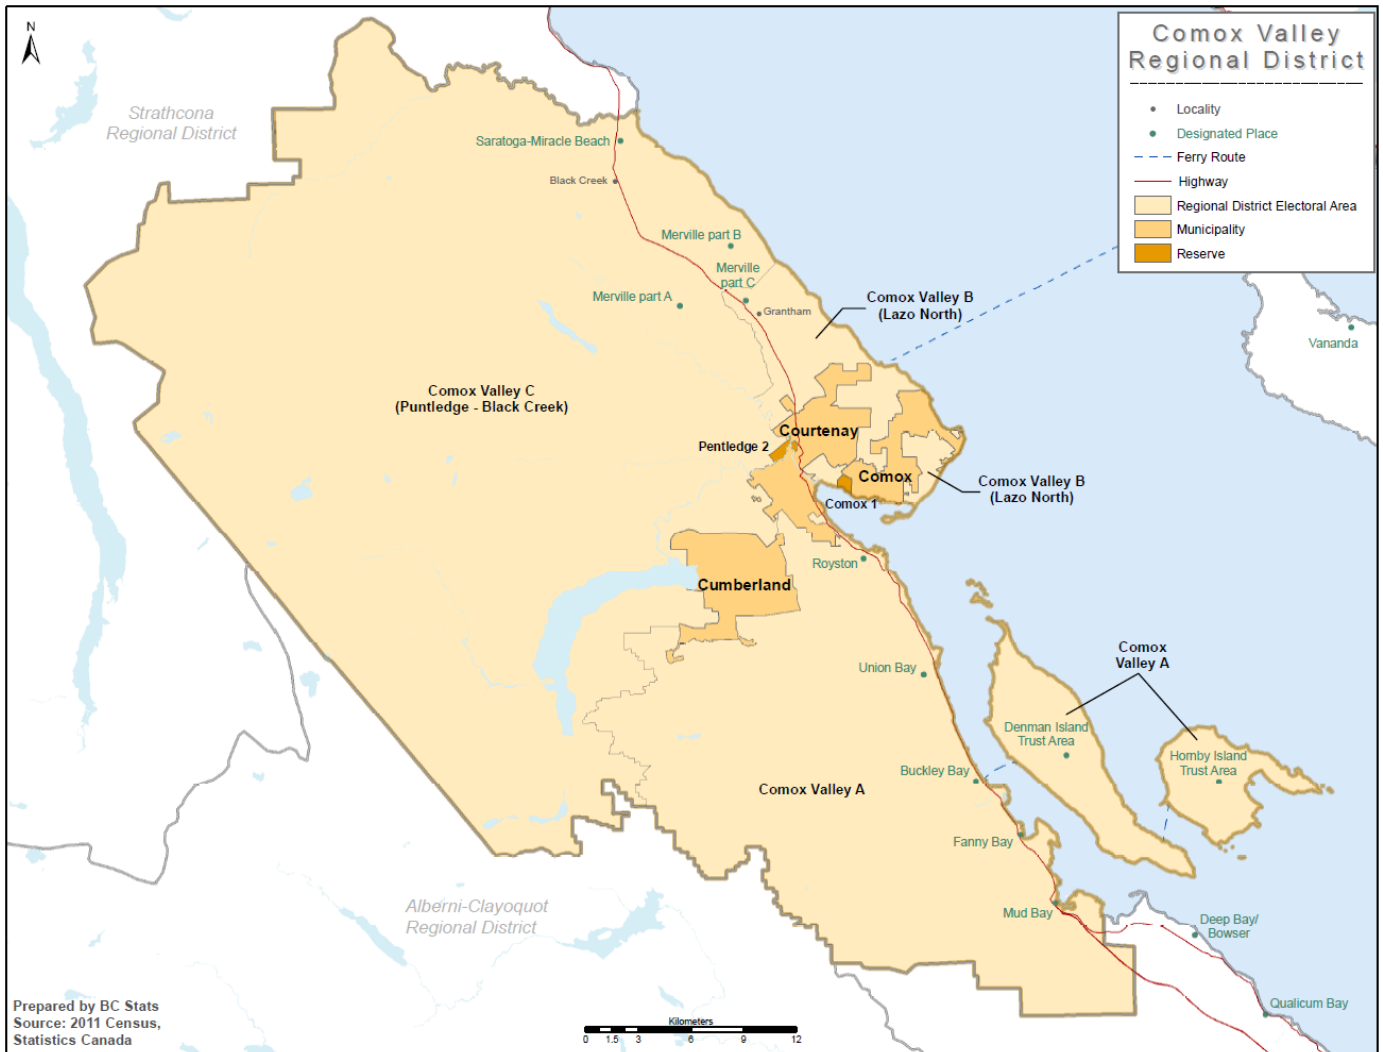 N
Comox Valley
Regional District
Locality
Designated Place
Ferry Route
Highway
Regional District Electoral Area
Municipality
Reserve
Strathcona
Regional District
Saratoga-Miracle Beach
Black Creek
Merville part B
Merville
part C
Merville part A
Grantham
Comox Valley B
(Lazo North)
Vananda
Comox Valley C
(Puntledge - Black Creek)
Courtenay
Pentledge 2
Comox
Comox Valley B
(Lazo North)
Comox 1
Royston
Cumberland
Union Bay
Comox
Valley A
Denman Island
Trust Area
Hornby Island
Trust Area
Buckley Bay
Comox Valley A
Fanny Bay
Mud Bay
Deep Bay/
Bowser
Alberni-Clayoquot
Regional District
Qualicum Bay
Prepared by BC Stats
Source: 2011 Census,
Statistics Canada
Kilometers
0 1.5 3 6 9 12